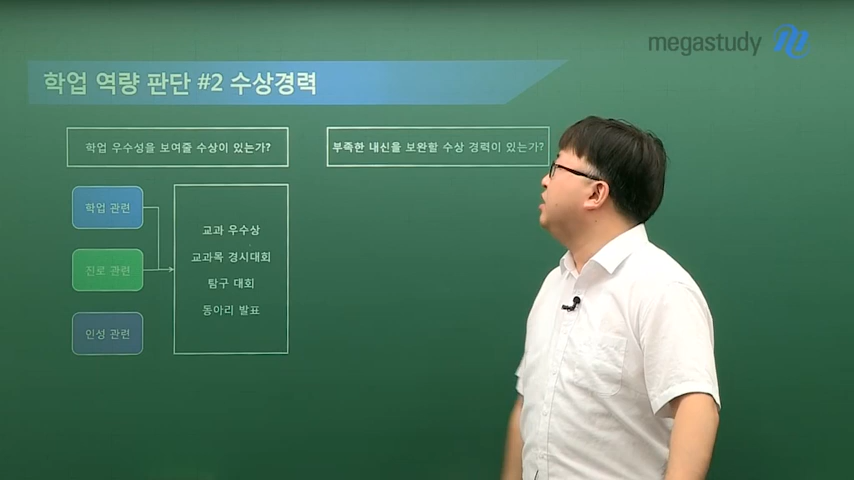 megastudy
학업 역량 판단 #2 수상경력
학업 우수성을 보여줄 수상이 있는가?
부족한 내신을 보완할 수상 경력이 있는가?
학업 관련
진로 관련
인성 관련
교과 우수상
교과목 경시대회
탐구 대회
동아리 발표